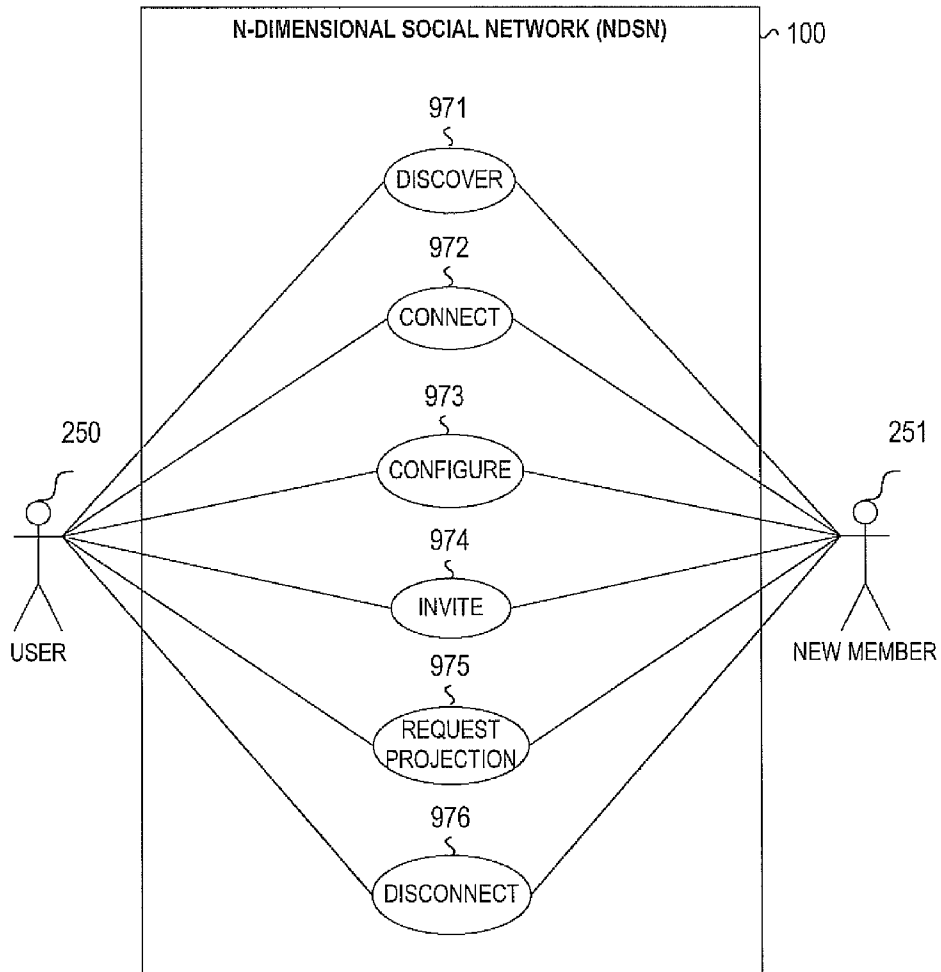 N-DIMENSIONAL SOCIAL NETWORK (NDSN)
100
971
DISCOVER
972
CONNECT
973
CONFIGURE
250
251
974
INVITE
USER
NEW MEMBER
975
REQUEST
PROJECTION
976
DISCONNECT